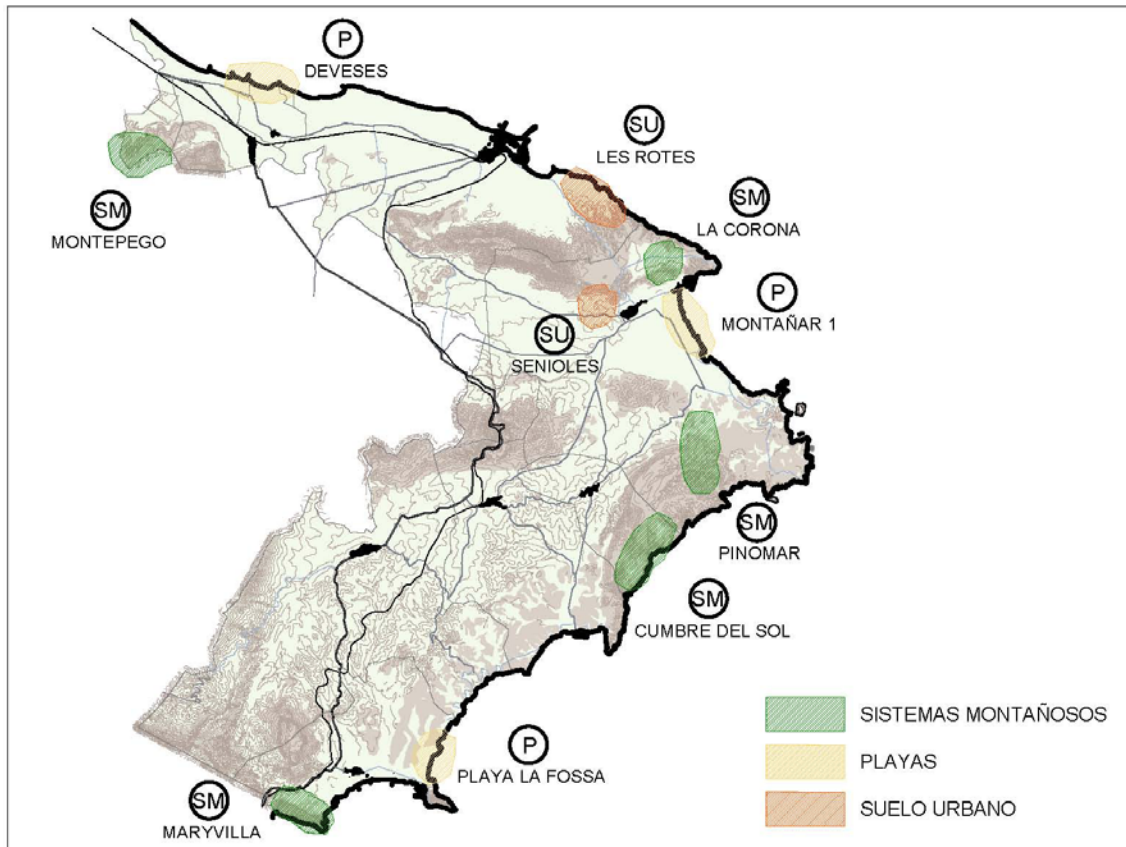 P
DEVESES
SU
LES ROTES
SM
LA CORONA
SM
MONTEPEGO
P
MONTAÑAR 1
SU
SENIOLES
SM
PINOMAR
SM
CUMBRE DEL SOL
SISTEMAS MONTAÑOSOS
P
PLAYA LA FOSSA
PLAYAS
SM
MARYVILLA
SUELO URBANO